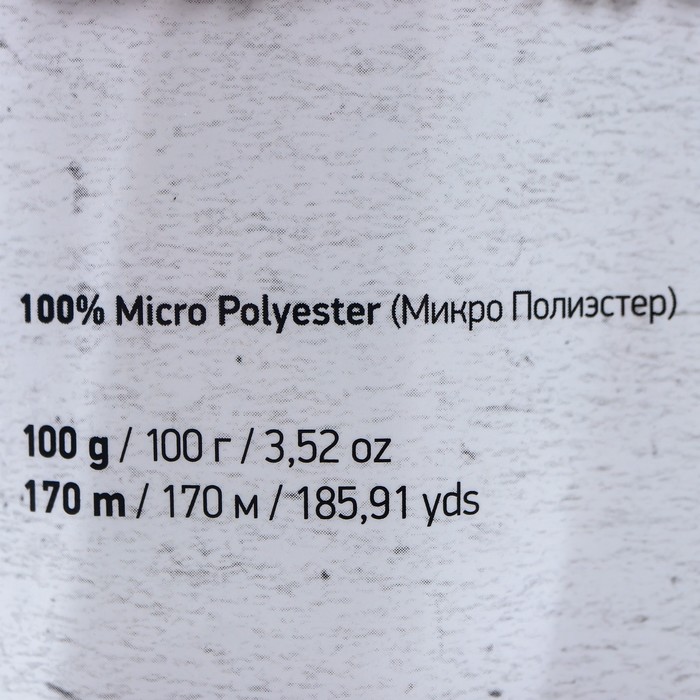 100% Micro Polyester (Микро Полиэстер)
100 g / 100 г / 3,52 oz
170 m / 170 м / 185,91 yds